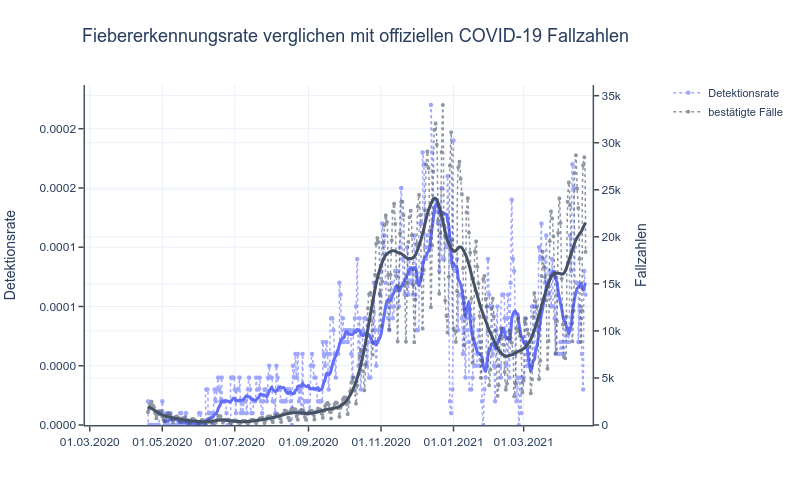 Fiebererkennungsrate verglichen mit offiziellen COVID-19 Fallzahlen
Detektionsrate
bestätigte Fälle
Detektionsrate
0.0002
0.0002
0.0001
0.0001
0.0000
0.0000
35k
30k
25k
20k
15k
10k
5k
0
Fallzahlen
01.03.2020 01.05.2020 01.07.2020 01.09.2020 01.11.2020 01.01.2021 01.03.2021